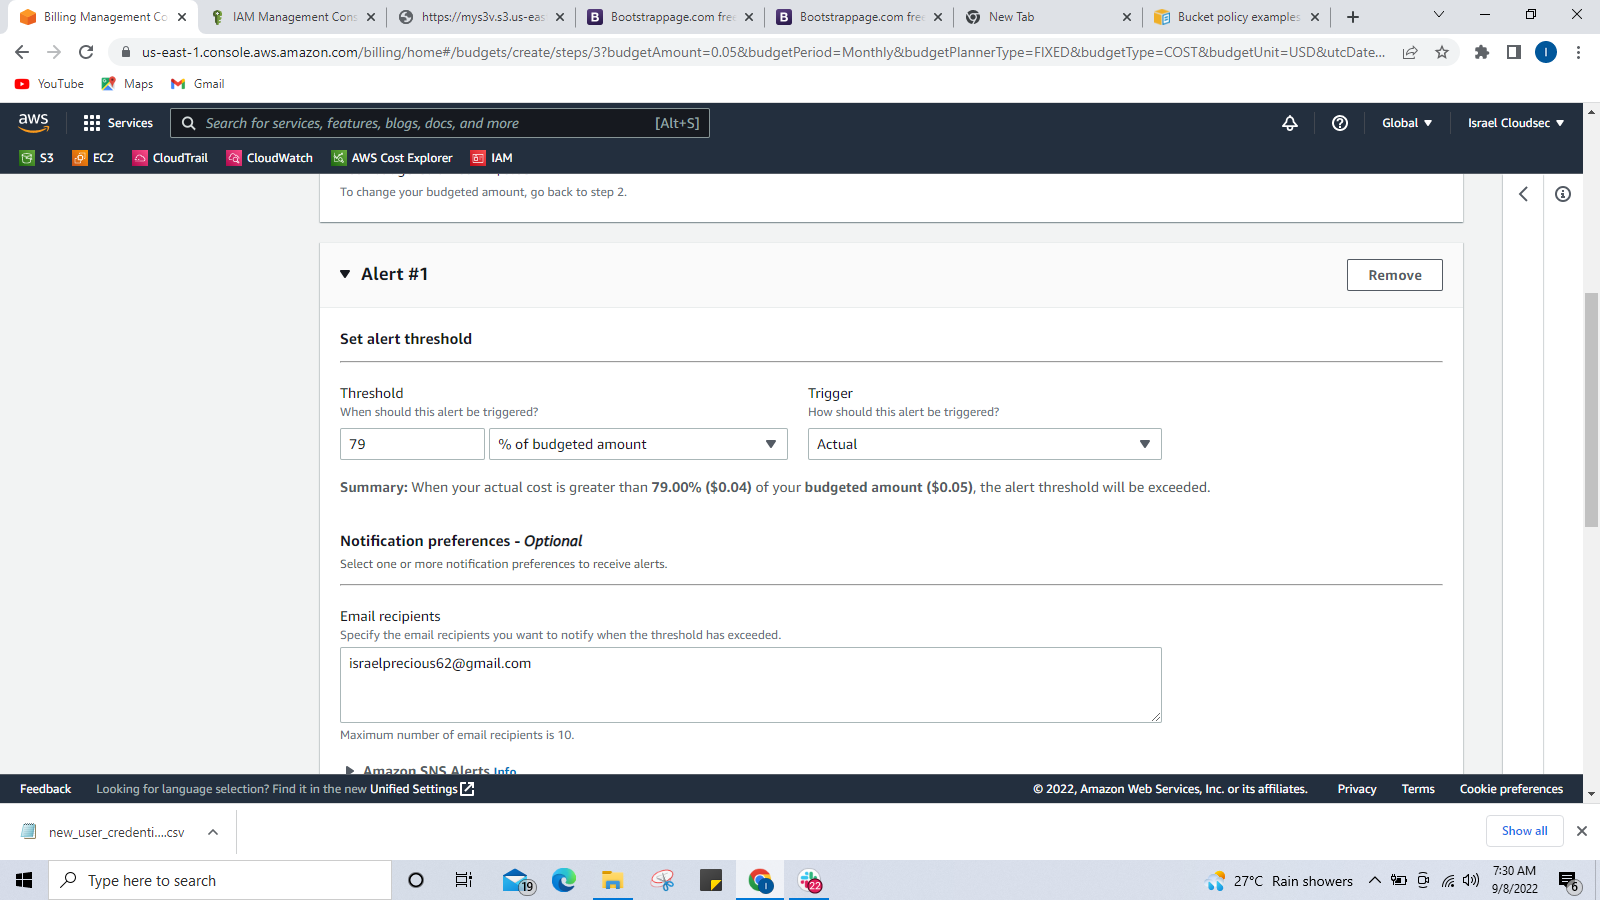 Billing Management Co
IAM Management Cons
https://mys3v.s3.us-eas
Bootstrappage.com free
Bootstrappage.com free
New Tab
Bucket policy examples
us-east-1.console.aws.amazon.com/billing/home#/budgets/create/steps/3?budgetAmount=0.05&budgetPeriod=Monthly&budgetPlannerType=FIXED&budgetType=COST&budgetUnit=USD&utcDate...
I
YouTube
Maps
Gmail
aws
Services
Search for services, features, blogs, docs, and more
[Alt+S]
Global
Israel Cloudsec
S3
EC2
CloudTrail
CloudWatch
AWS Cost Explorer
IAM
To change your budgeted amount, go back to step 2.
Alert #1
Remove
Set alert threshold
Threshold
Trigger
When should this alert be triggered?
How should this alert be triggered?
79
% of budgeted amount
Actual
Summary: When your actual cost is greater than 79.00% ($0.04) of your budgeted amount ($0.05), the alert threshold will be exceeded.
Notification preferences - Optional
Select one or more notification preferences to receive alerts.
Email recipients
Specify the email recipients you want to notify when the threshold has exceeded.
israelprecious62@gmail.com
Maximum number of email recipients is 10.
Amazon SNS Alerts Info
Feedback
Looking for language selection? Find it in the new Unified Settings
© 2022, Amazon Web Services, Inc. or its affiliates.
Privacy
Terms
Cookie preferences
new_user_credenti....csv
Show all
Type here to search
19
22
27°C Rain showers
7:30 AM
9/8/2022
6